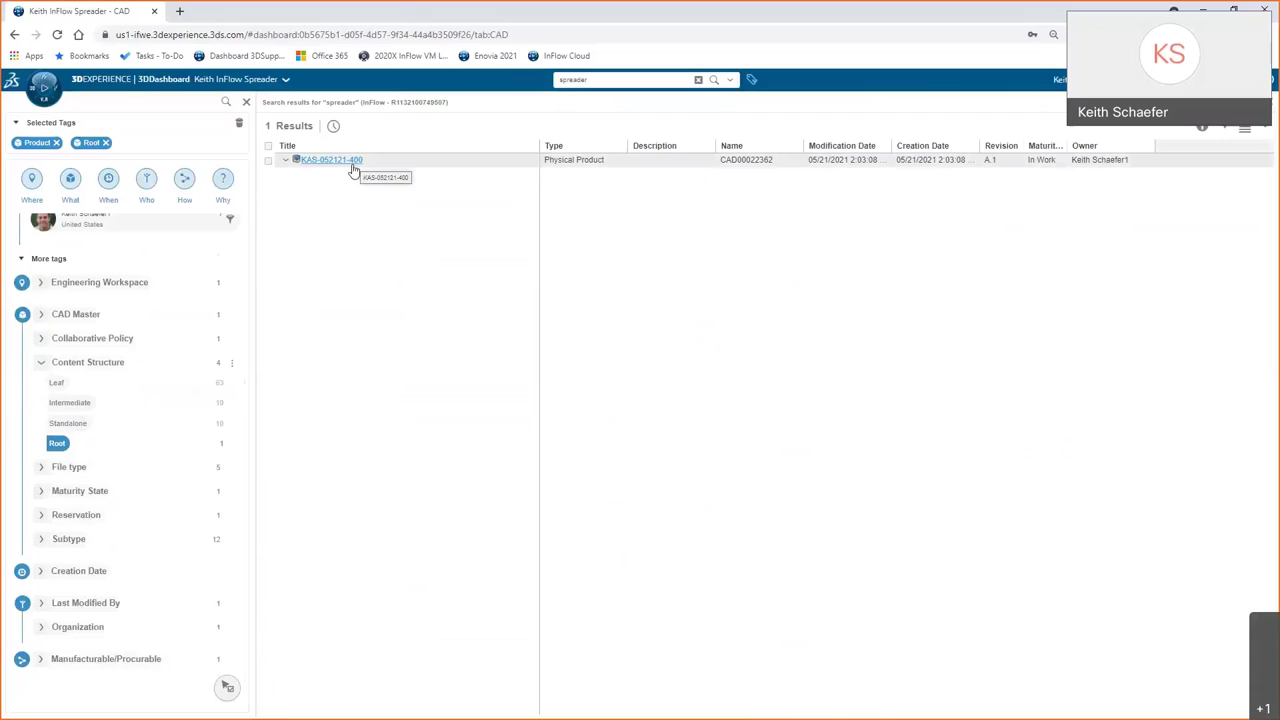 Keith InFlow Spreader - CAD
us1-ifwe.3dexperience.3ds.com/#dashboard:0b5675b1-d05f-4d57-9f34-44a4b3509f26/tab:CAD
Apps Bookmarks Tasks - To-Do Dashboard 3DSupp... Office 365 2020X InFlow VM L... Enovia 2021 InFlow Cloud
3DEXPERIENCE | 3DDashboard Keith InFlow Spreader
spreader
KS
Keith Schaefer
Selected Tags
Product Root
Where What When Who How Why
Keith Schaefer1
United States
More tags
Engineering Workspace 1
CAD Master 1
Collaborative Policy 1
Content Structure 4
Leaf 63
Intermediate 19
Standalone 10
Root 1
File type 5
Maturity State 1
Reservation 1
Subtype 12
Creation Date 1
Last Modified By 1
Organization 1
Manufacturable/Procurable 1
Search results for "spreader" (InFlow - R1132100749507)
1 Results
Title Type Description Name Modification Date Creation Date Revision Maturit... Owner
KAS-052121-400 Physical Product CAD00022362 05/21/2021 2:03:08 ... 05/21/2021 2:03:08 ... A.1 In Work Keith Schaefer1
KAS-052121-400
+1